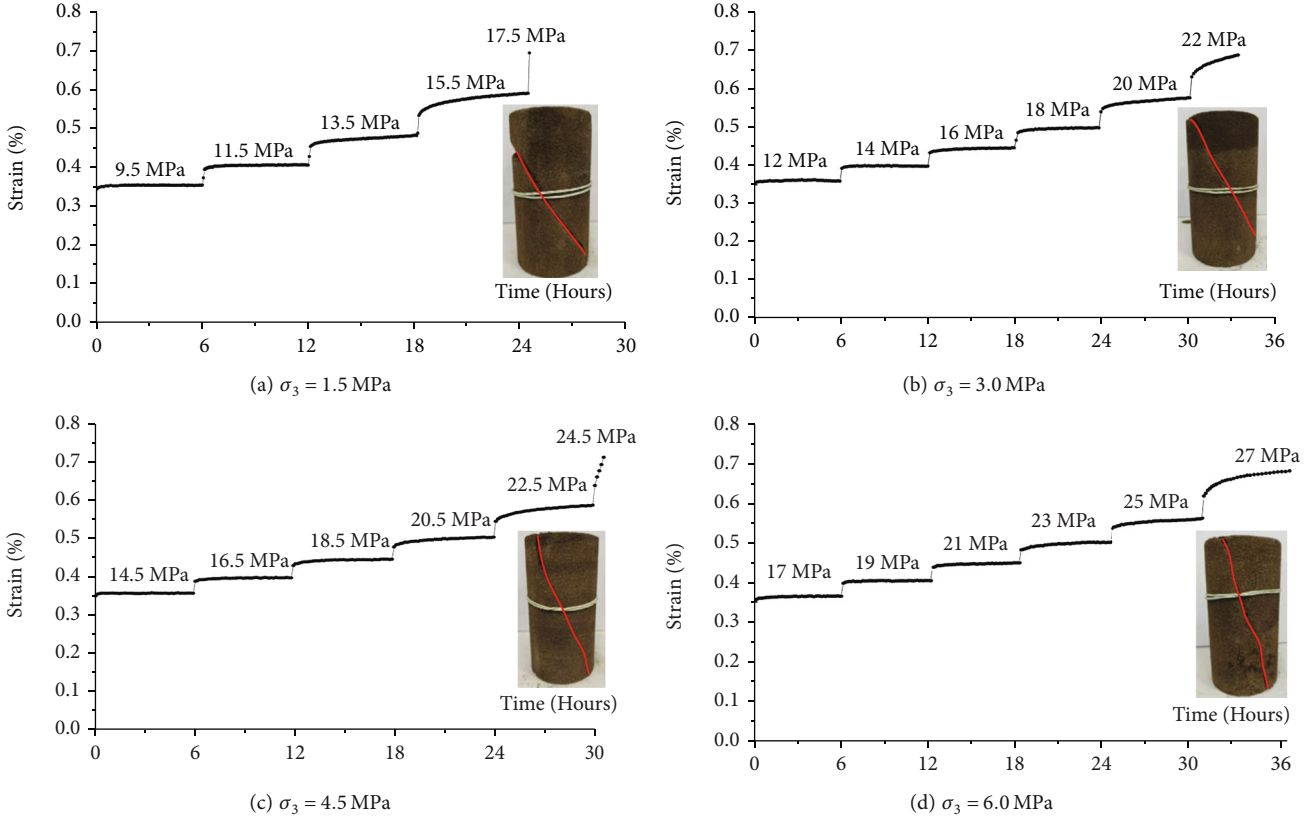 0.8
0.7
0.6
0.5
0.4
0.3
0.2
0.1
0.0
Strain (%)
9.5 MPa
11.5 MPa
13.5 MPa
15.5 MPa
17.5 MPa
Time (Hours)
0 6 12 18 24 30
(a) σ₃ = 1.5 MPa
0.8
0.7
0.6
0.5
0.4
0.3
0.2
0.1
0.0
Strain (%)
12 MPa
14 MPa
16 MPa
18 MPa
20 MPa
22 MPa
Time (Hours)
0 6 12 18 24 30 36
(b) σ₃ = 3.0 MPa
0.8
0.7
0.6
0.5
0.4
0.3
0.2
0.1
0.0
Strain (%)
14.5 MPa
16.5 MPa
18.5 MPa
20.5 MPa
22.5 MPa
24.5 MPa
Time (Hours)
0 6 12 18 24 30
(c) σ₃ = 4.5 MPa
0.8
0.7
0.6
0.5
0.4
0.3
0.2
0.1
0.0
Strain (%)
17 MPa
19 MPa
21 MPa
23 MPa
25 MPa
27 MPa
Time (Hours)
0 6 12 18 24 30 36
(d) σ₃ = 6.0 MPa